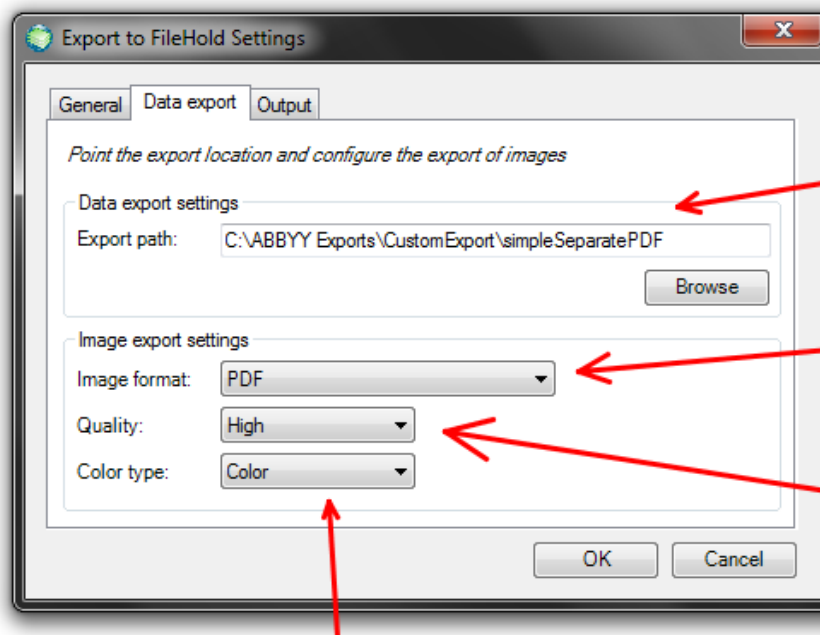 Export to FileHold Settings
X
General Data export Output
Point the export location and configure the export of images
Data export settings
Export path: C:\ABBYY Exports\CustomExport\simpleSeparatePDF
Browse
Image export settings
Image format: PDF
Quality: High
Color type: Color
OK Cancel